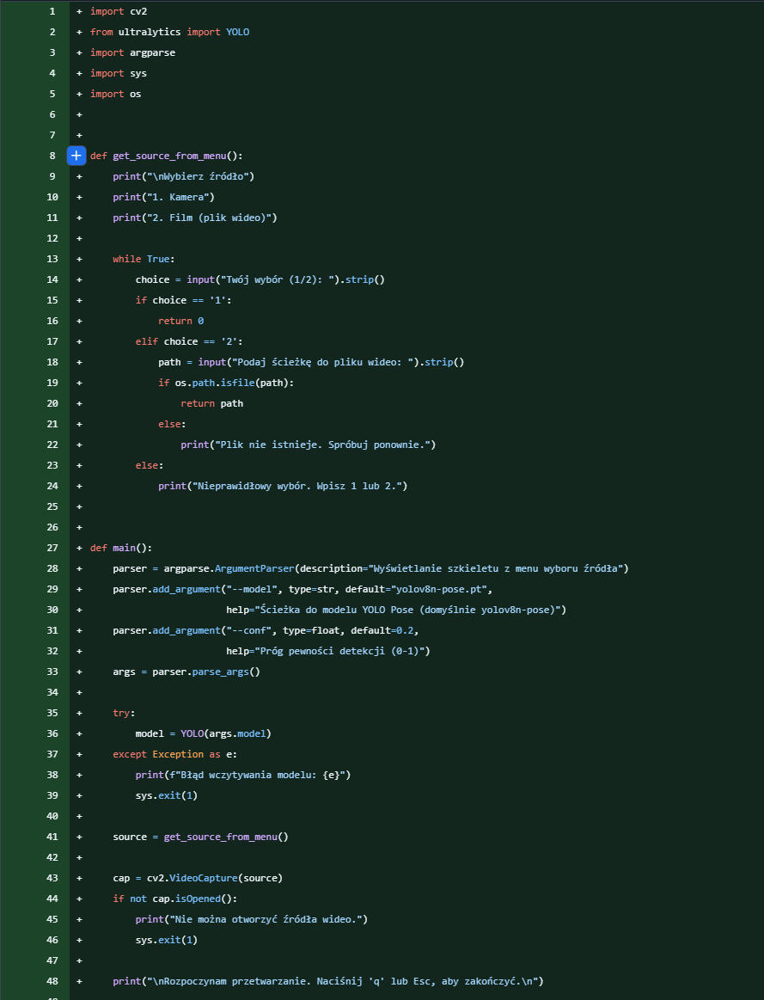 1 + import cv2
2 + from ultralytics import YOLO
3 + import argparse
4 + import sys
5 + import os
6 +
7 +
8 + def get_source_from_menu():
9 +     print("\nWybierz źródło")
10 +     print("1. Kamera")
11 +     print("2. Film (plik wideo)")
12 +
13 +     while True:
14 +         choice = input("Twój wybór (1/2): ").strip()
15 +         if choice == '1':
16 +             return 0
17 +         elif choice == '2':
18 +             path = input("Podaj ścieżkę do pliku wideo: ").strip()
19 +             if os.path.isfile(path):
20 +                 return path
21 +             else:
22 +                 print("Plik nie istnieje. Spróbuj ponownie.")
23 +         else:
24 +             print("Nieprawidłowy wybór. Wpisz 1 lub 2.")
25 +
26 +
27 + def main():
28 +     parser = argparse.ArgumentParser(description="Wyświetlanie szkieletu z menu wyboru źródła")
29 +     parser.add_argument("--model", type=str, default="yolov8n-pose.pt",
30 +                         help="Ścieżka do modelu YOLO Pose (domyślnie yolov8n-pose)")
31 +     parser.add_argument("--conf", type=float, default=0.2,
32 +                         help="Próg pewności detekcji (0-1)")
33 +     args = parser.parse_args()
34 +
35 +     try:
36 +         model = YOLO(args.model)
37 +     except Exception as e:
38 +         print(f"Błąd wczytywania modelu: {e}")
39 +         sys.exit(1)
40 +
41 +     source = get_source_from_menu()
42 +
43 +     cap = cv2.VideoCapture(source)
44 +     if not cap.isOpened():
45 +         print("Nie można otworzyć źródła wideo.")
46 +         sys.exit(1)
47 +
48 +     print("\nRozpoczynam przetwarzanie. Naciśnij 'q' lub Esc, aby zakończyć.\n")